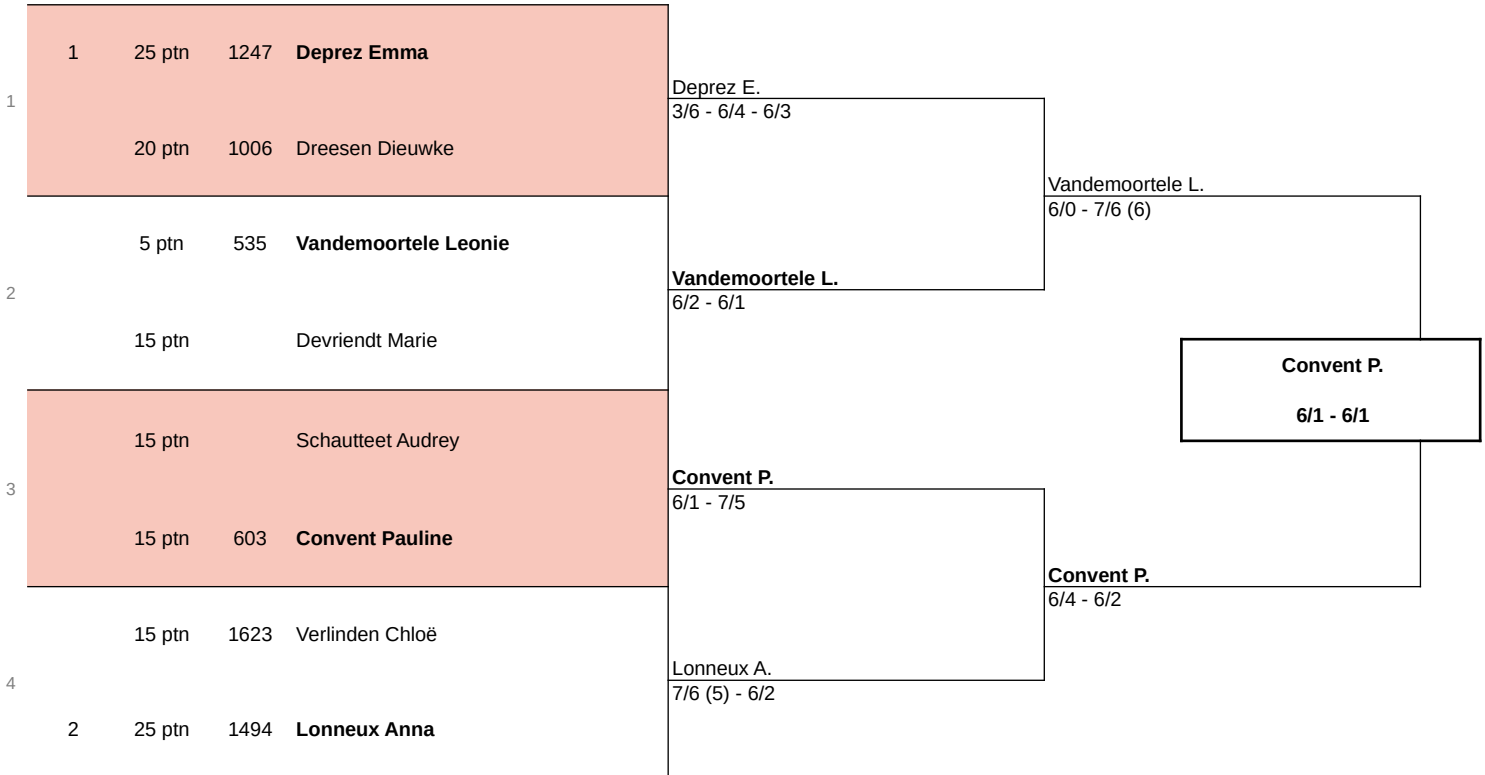 1 25 ptn 1247 Deprez Emma
Deprez E.
1
3/6 - 6/4 - 6/3
20 ptn 1006 Dreesen Dieuwke
Vandemoortele L.
6/0 - 7/6 (6)
5 ptn 535 Vandemoortele Leonie
Vandemoortele L.
2
6/2 - 6/1
15 ptn Devriendt Marie
Convent P.
6/1 - 6/1
15 ptn Schautteet Audrey
Convent P.
3
6/1 - 7/5
15 ptn 603 Convent Pauline
Convent P.
6/4 - 6/2
15 ptn 1623 Verlinden Chloë
Lonneux A.
4
7/6 (5) - 6/2
2 25 ptn 1494 Lonneux Anna